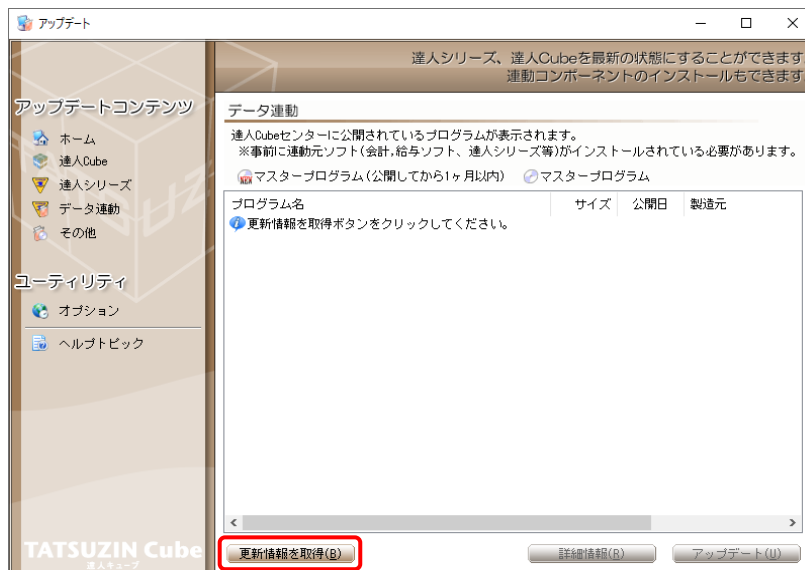 アップデート
達人シリーズ、達人Cubeを最新の状態にすることができます
連動コンポーネントのインストールもできます
アップデートコンテンツ
ホーム
達人Cube
達人シリーズ
データ連動
その他
ユーティリティ
オプション
ヘルプトピック
TATSUZIN Cube
達人キューブ
データ連動
達人Cubeセンターに公開されているプログラムが表示されます。
※事前に連動元ソフト(会計,給与ソフト、達人シリーズ等)がインストールされている必要があります。
マスタープログラム(公開してから1ヶ月以内) マスタープログラム
プログラム名 サイズ 公開日 製造元
更新情報を取得ボタンをクリックしてください。
更新情報を取得(B) 詳細情報(R) アップデート(U)